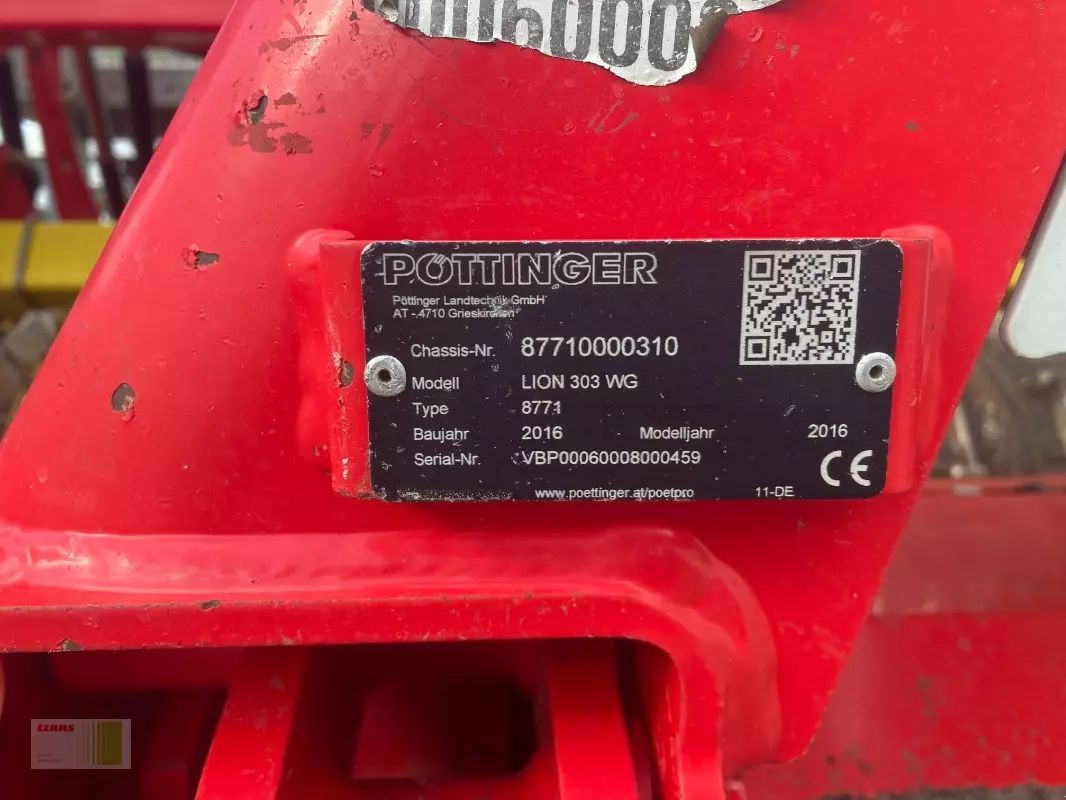 PÖTTINGER
Pöttinger Landtechnik GmbH
AT - 4710 Grieskirchen
Chassis-Nr. 87710000310
Modell LION 303 WG
Type 8771
Baujahr 2016 Modelljahr 2016
Serial-Nr. VBP00060008000459
CE
www.poettinger.at/poetpro 11-DE
CLAAS